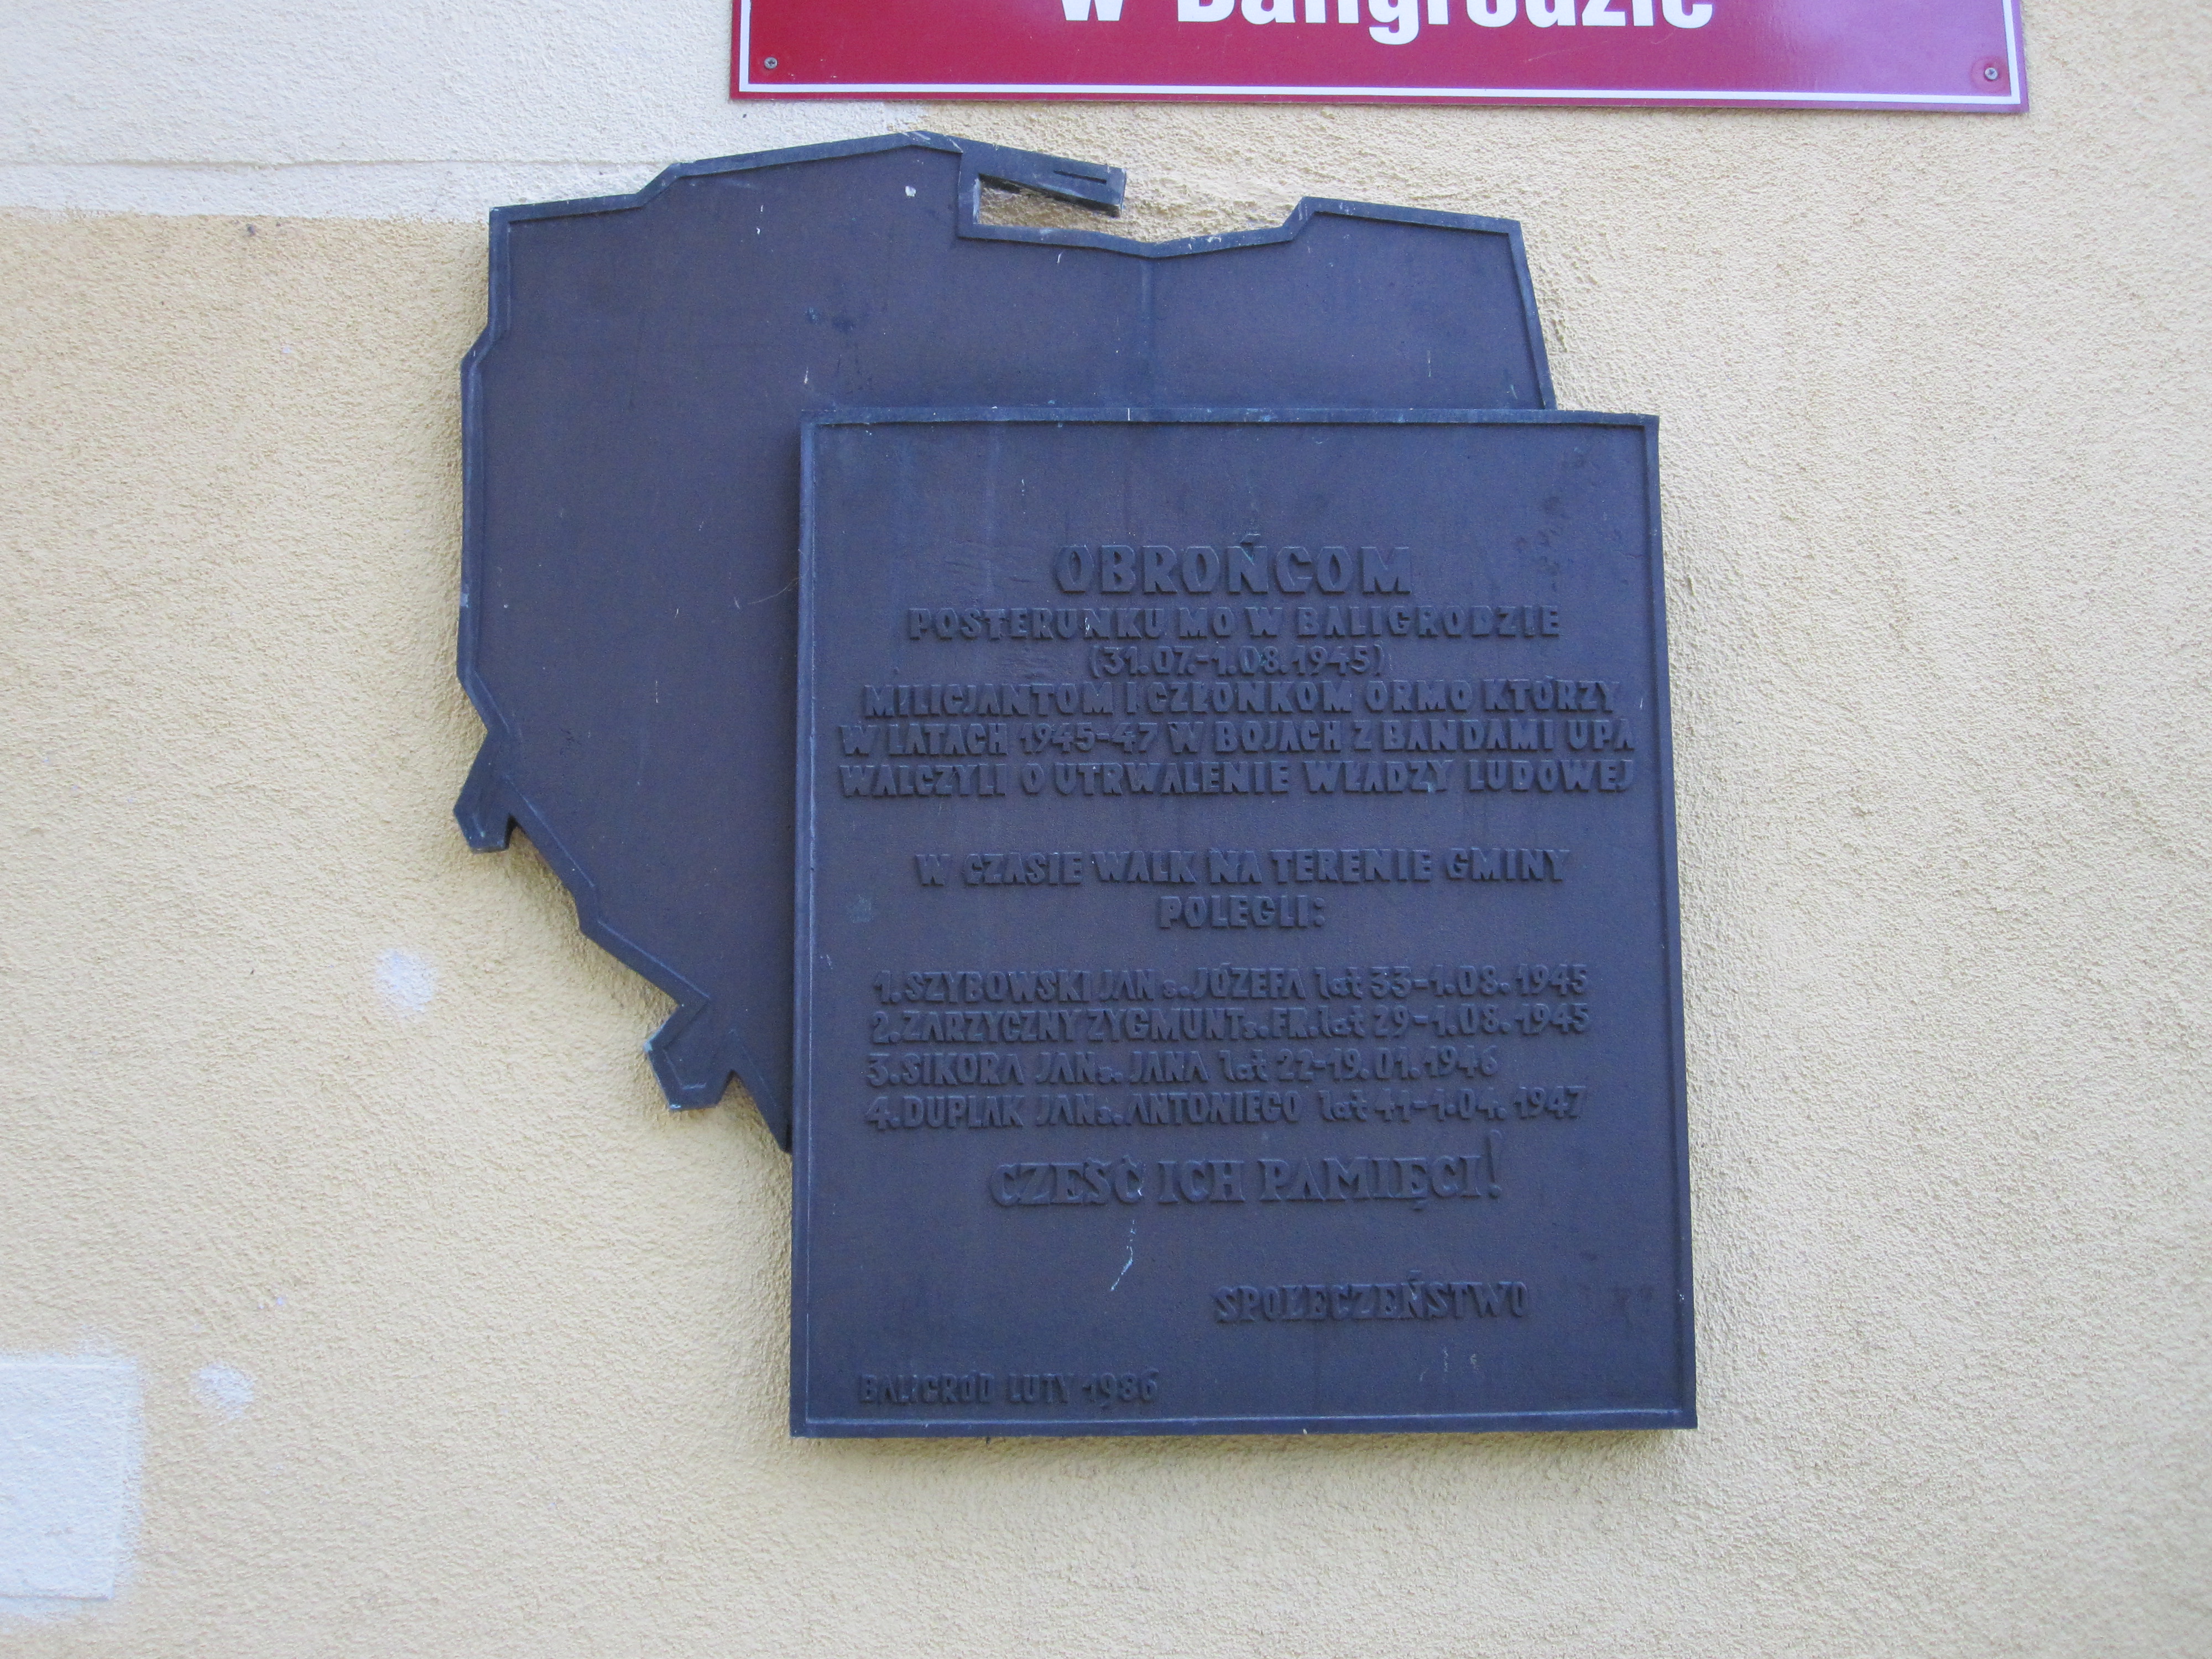 w Baligrodzie
OBROŃCOM
POSTERUNKU MO W BALIGRODZIE
(31.07.-1.08.1945)
MILICJANTOM I CZŁONKOM ORMO KTÓRZY
W LATACH 1945-47 W BOJACH Z BANDAMI UPA
WALCZYLI O UTRWALENIE WŁADZY LUDOWEJ
W CZASIE WALK NA TERENIE GMINY
POLEGLI:
1. SZYBOWSKI JAN s. JÓZEFA lat 33-1.08.1945
2. ZARZYCZNY ZYGMUNT s. FR. lat 29-1.08.1945
3. SIKORA JAN s. JANA lat 22-19.01.1946
4. DUPLAK JAN s. ANTONIEGO lat 41-1.04.1947
CZEŚĆ ICH PAMIĘCI!
SPOŁECZEŃSTWO
BALIGRÓD LUTY 1986